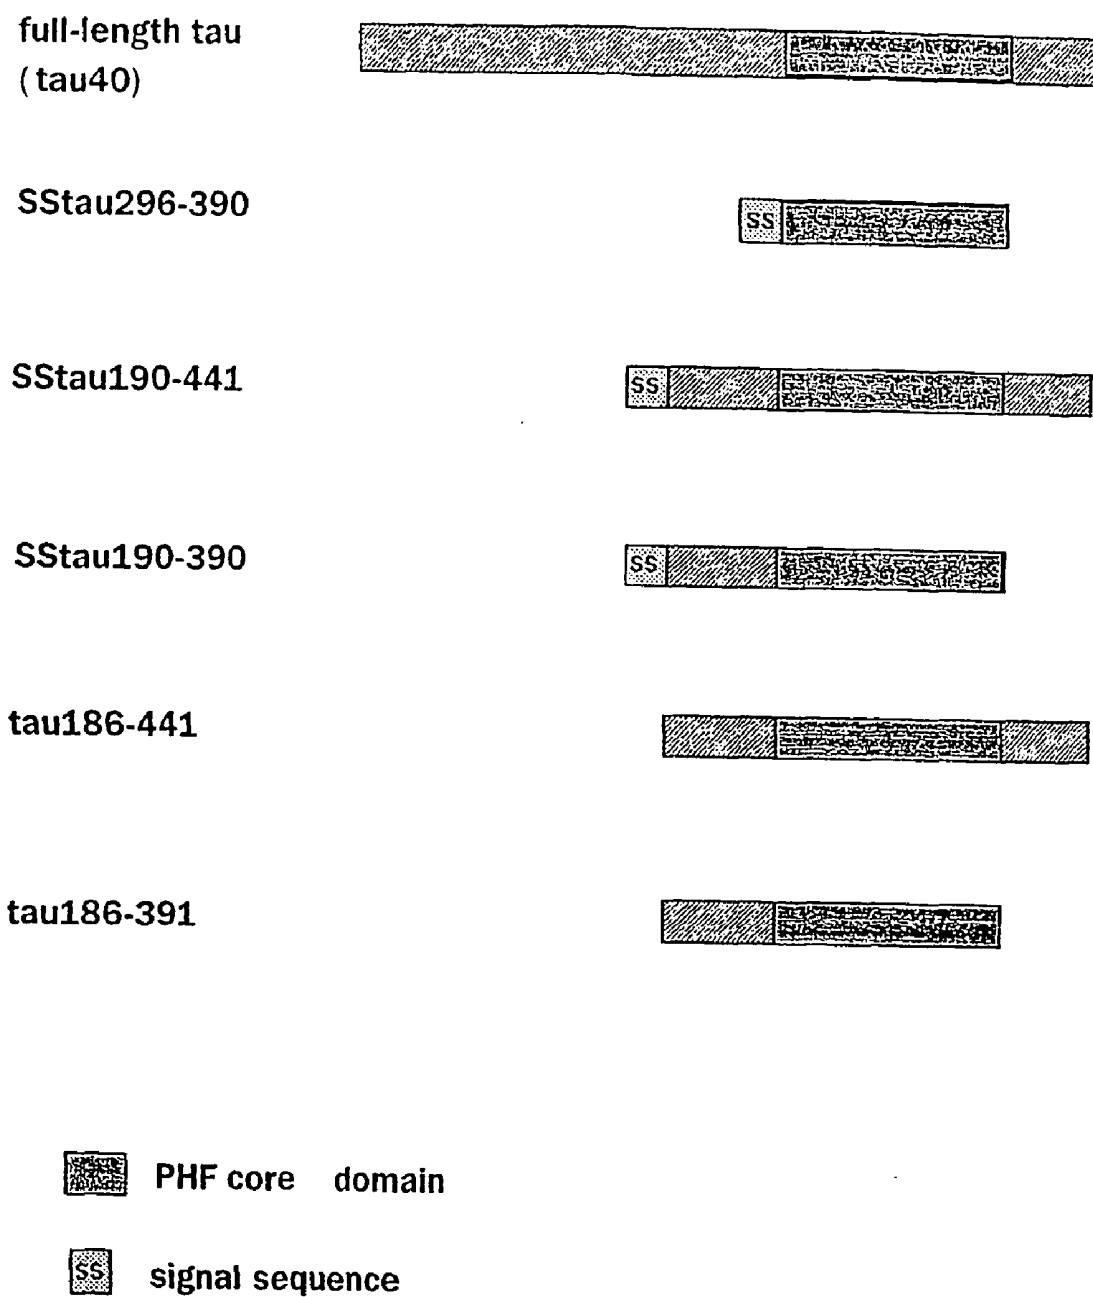 full-length tau
(tau40)
SStau296-390
SS
SStau190-441
SS
SStau190-390
SS
tau186-441
tau186-391
PHF core domain
SS signal sequence